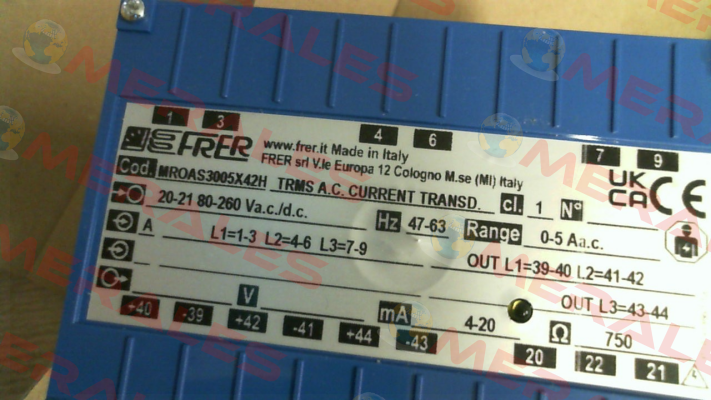 1 3 4 6 7 9
FRER www.frer.it Made in Italy
FRER srl V.le Europa 12 Cologno M.se (MI) Italy
UK CA CE
Cod. MROAS3005X42H TRMS A.C. CURRENT TRANSD. cl. 1 N°
20-21 80-260 Va.c./d.c. Hz 47-63 Range 0-5 Aa.c.
A L1=1-3 L2=4-6 L3=7-9 OUT L1=39-40 L2=41-42
OUT L3=43-44
V mA 4-20 Ω 750
+40 -39 +42 -41 +44 -43 20 22 21
OMERALES